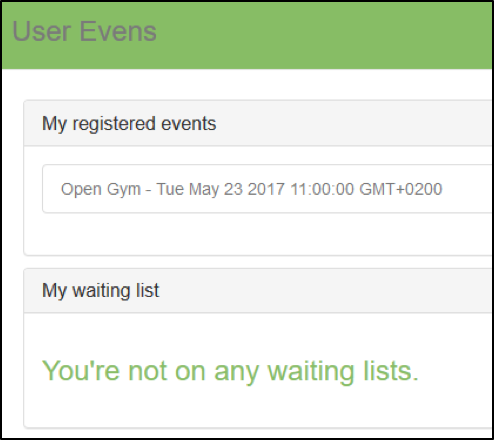 User Evens
My registered events
Open Gym - Tue May 23 2017 11:00:00 GMT+0200
My waiting list
You're not on any waiting lists.